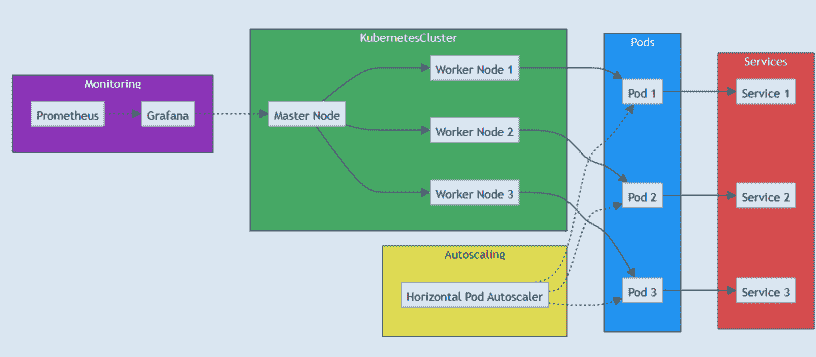 Monitoring
Prometheus
Grafana
KubernetesCluster
Master Node
Worker Node 1
Worker Node 2
Worker Node 3
Autoscaling
Horizontal Pod Autoscaler
Pods
Pod 1
Pod 2
Pod 3
Services
Service 1
Service 2
Service 3